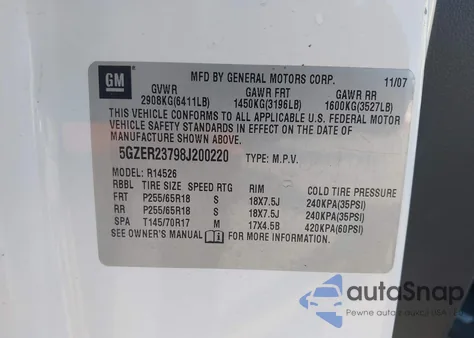 GM
MFD BY GENERAL MOTORS CORP. 11/07
GVWR GAWR FRT GAWR RR
2908KG(6411LB) 1450KG(3196LB) 1600KG(3527LB)
THIS VEHICLE CONFORMS TO ALL APPLICABLE U.S. FEDERAL MOTOR
VEHICLE SAFETY STANDARDS IN EFFECT ON THE DATE OF
MANUFACTURE SHOWN ABOVE.
5GZER23798J200220 TYPE: M.P.V.
MODEL: R14526
RBBL TIRE SIZE SPEED RTG RIM COLD TIRE PRESSURE
FRT P255/65R18 S 18X7.5J 240KPA(35PSI)
RR P255/65R18 S 18X7.5J 240KPA(35PSI)
SPA T145/70R17 M 17X4.5B 420KPA(60PSI)
SEE OWNER'S MANUAL FOR MORE INFORMATION.
autoSnap
Pewne auta z aukcji USA